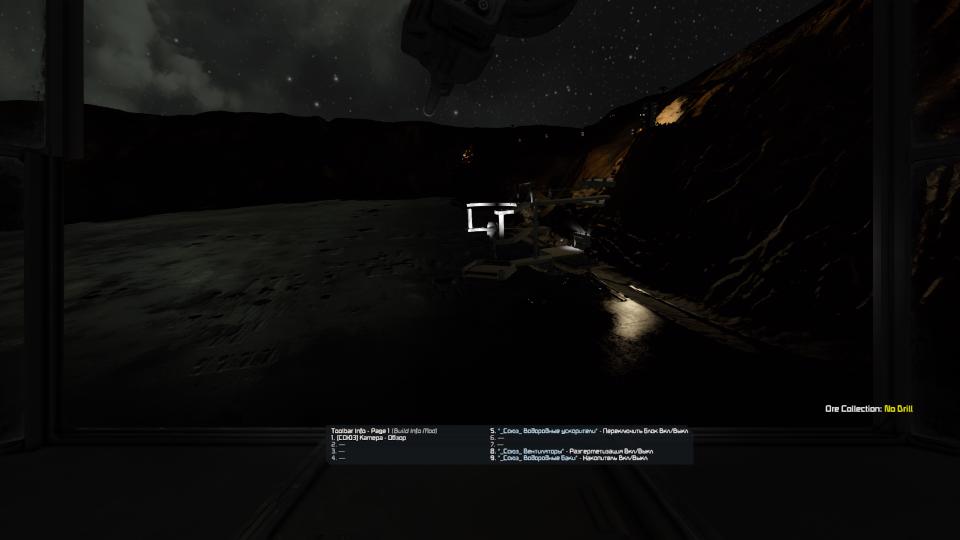 Ore Collection: No Drill
Toolbar Info - Page 1 (Build Info Mod)
1. [СОЮЗ] Камера - Обзор
2. —
3. —
4. —
5. "_Союз_ Водородные ускорители" - Переключить Блок Вкл/Выкл
6. —
7. —
8. "_Союз_ Вентиляторы" - Разгерметизация Вкл/Выкл
9. "_Союз_ Водородные Баки" - Накопитель Вкл/Выкл